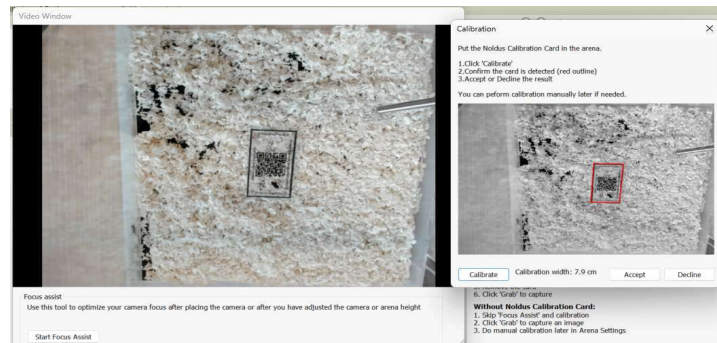 Video Window
Calibration
Put the Noldus Calibration Card in the arena.
1.Click 'Calibrate'
2.Confirm the card is detected (red outline)
3.Accept or Decline the result
You can peform calibration manually later if needed.
Calibrate
Calibration width: 7.9 cm
Accept
Decline
Focus assist
Use this tool to optimize your camera focus after placing the camera or after you have adjusted the camera or arena height
Start Focus Assist
6. Click 'Grab' to capture
Without Noldus Calibration Card:
1. Skip 'Focus Assist' and calibration
2. Click 'Grab' to capture an image
3. Do manual calibration later in Arena Settings